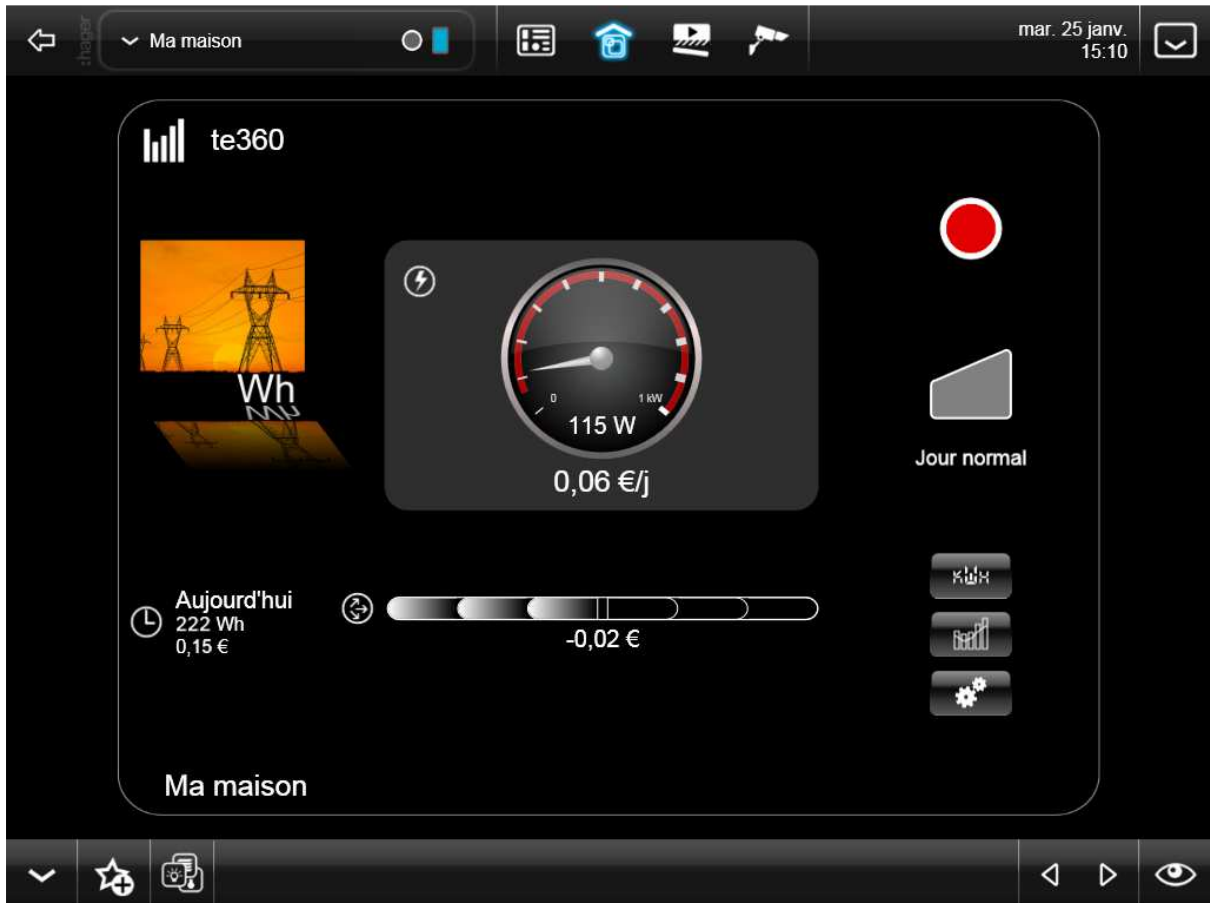 :hager
Ma maison
mar. 25 janv.
15:10
te360
Wh
0
1 kW
115 W
0,06 €/j
Jour normal
KWH
Aujourd'hui
222 Wh
0,15 €
-0,02 €
Ma maison